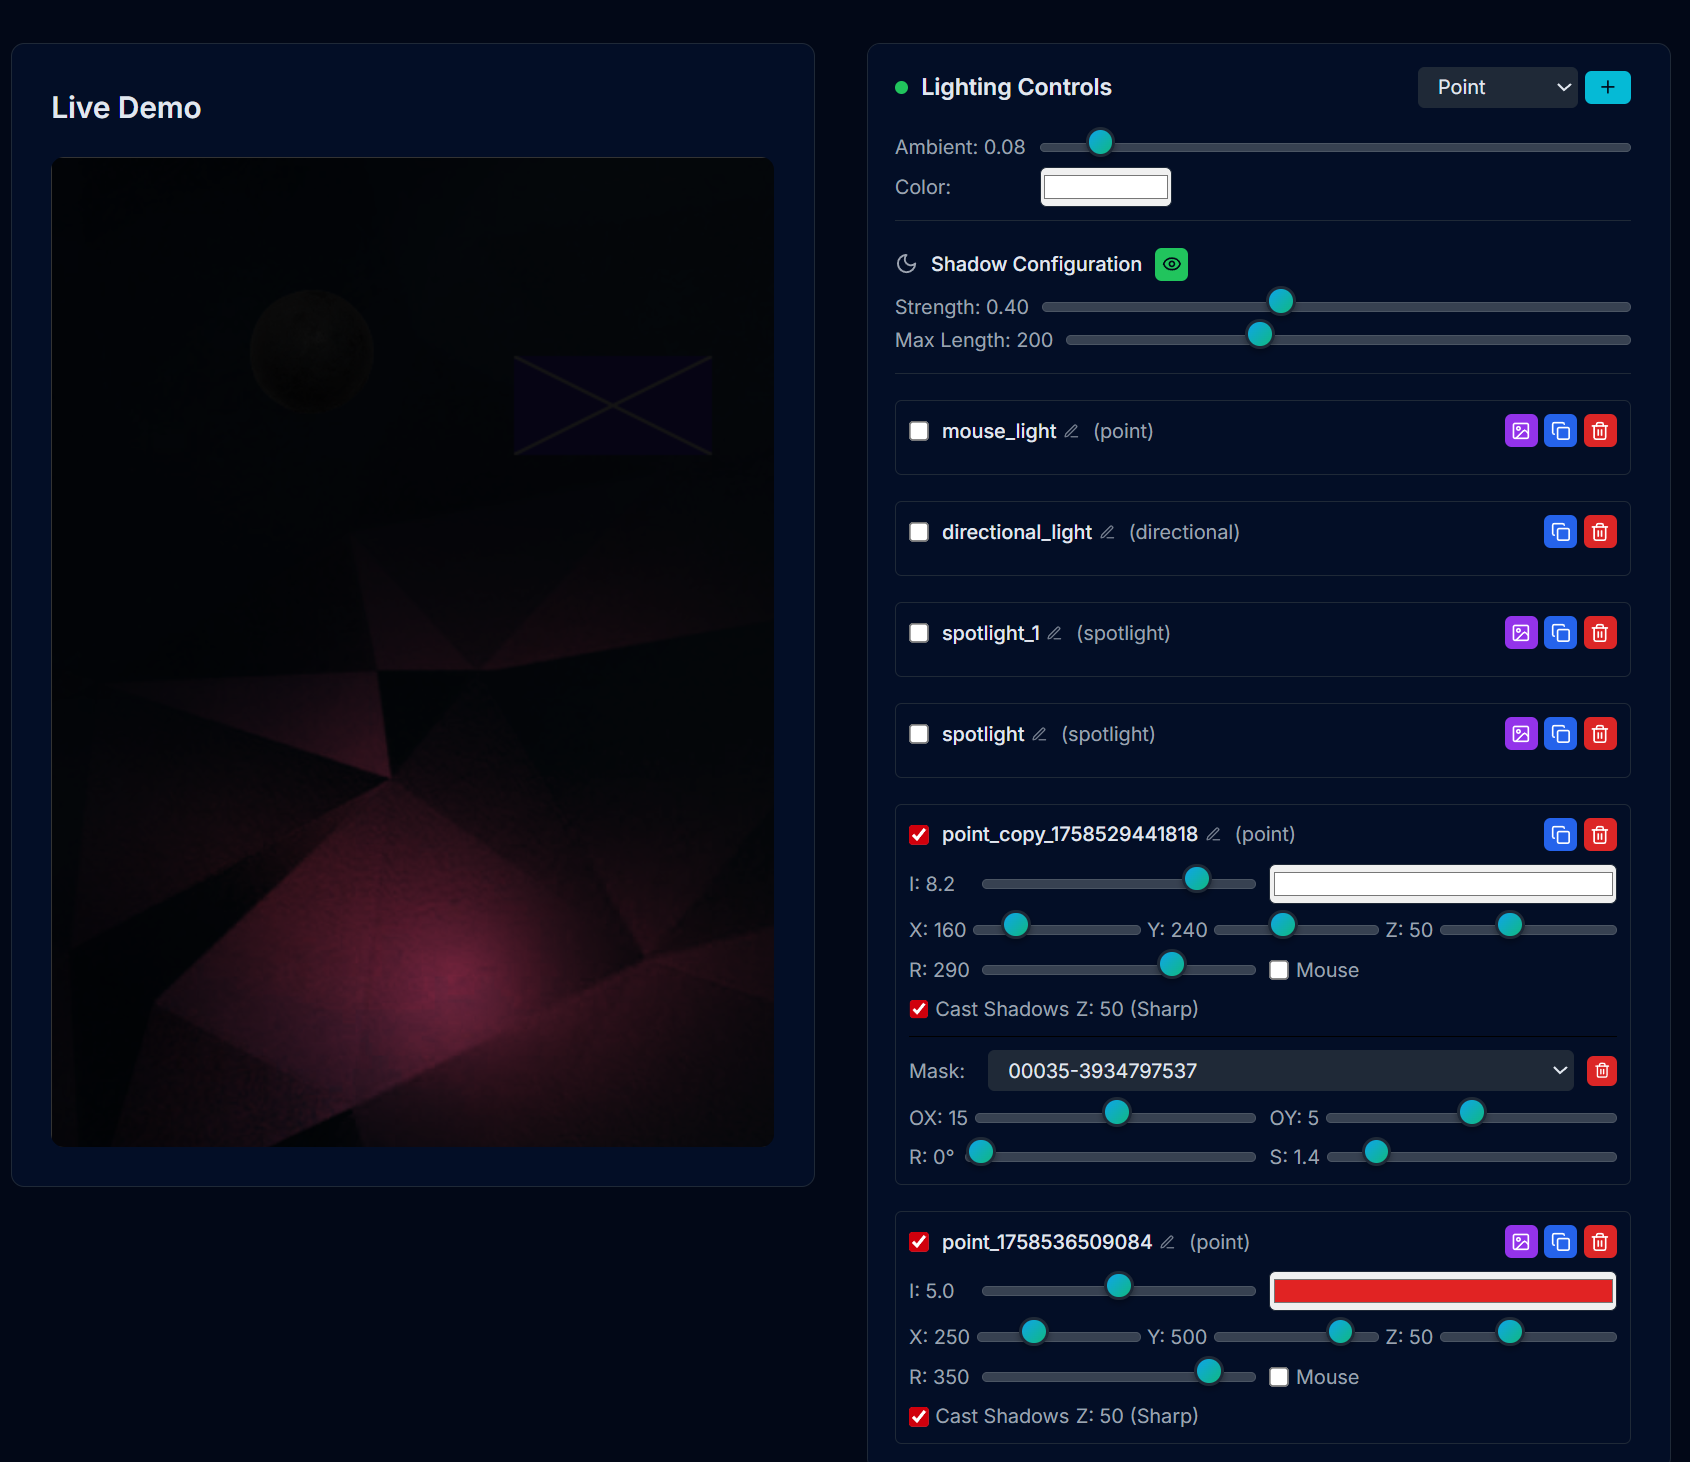 Live Demo
Lighting Controls
Point
Ambient: 0.08
Color:
Shadow Configuration
Strength: 0.40
Max Length: 200
mouse_light (point)
directional_light (directional)
spotlight_1 (spotlight)
spotlight (spotlight)
point_copy_1758529441818 (point)
I: 8.2
X: 160 Y: 240 Z: 50
R: 290 Mouse
Cast Shadows Z: 50 (Sharp)
Mask: 00035-3934797537
OX: 15 OY: 5
R: 0° S: 1.4
point_1758536509084 (point)
I: 5.0
X: 250 Y: 500 Z: 50
R: 350 Mouse
Cast Shadows Z: 50 (Sharp)